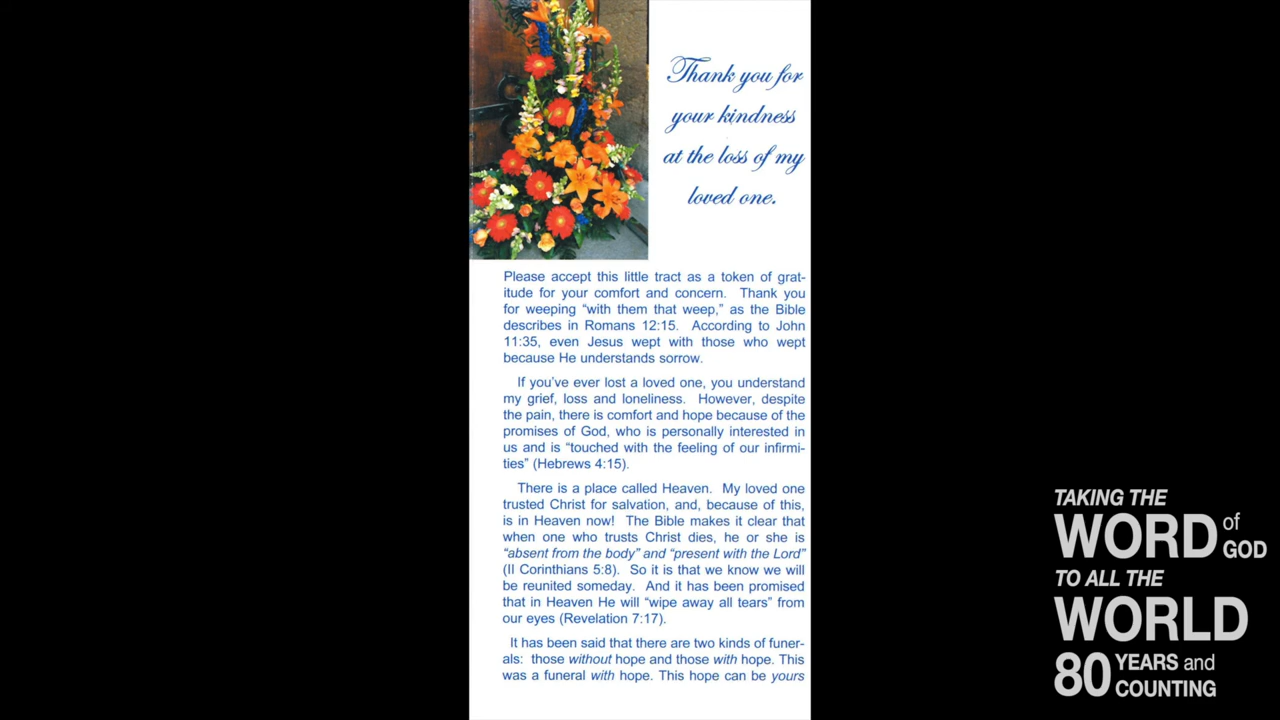 Thank you for
your kindness
at the loss of my
loved one.
Please accept this little tract as a token of grat-
itude for your comfort and concern. Thank you
for weeping “with them that weep,” as the Bible
describes in Romans 12:15. According to John
11:35, even Jesus wept with those who wept
because He understands sorrow.
If you’ve ever lost a loved one, you understand
my grief, loss and loneliness. However, despite
the pain, there is comfort and hope because of the
promises of God, who is personally interested in
us and is “touched with the feeling of our infirmi-
ties” (Hebrews 4:15).
There is a place called Heaven. My loved one
trusted Christ for salvation, and, because of this,
is in Heaven now! The Bible makes it clear that
when one who trusts Christ dies, he or she is
“absent from the body” and “present with the Lord”
(II Corinthians 5:8). So it is that we know we will
be reunited someday. And it has been promised
that in Heaven He will “wipe away all tears” from
our eyes (Revelation 7:17).
It has been said that there are two kinds of funer-
als: those without hope and those with hope. This
was a funeral with hope. This hope can be yours
TAKING THE
WORD of GOD
TO ALL THE
WORLD
80 YEARS and COUNTING